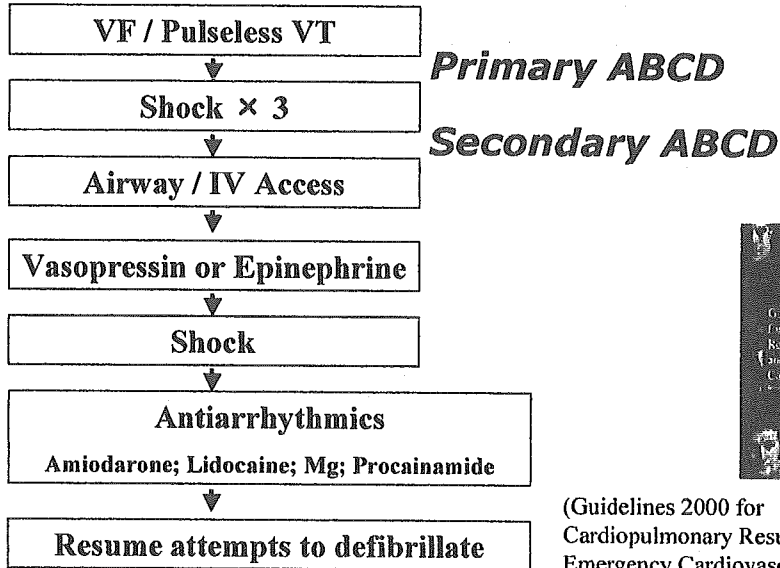 VF / Pulseless VT
Primary ABCD
Shock × 3
Secondary ABCD
Airway / IV Access
Vasopressin or Epinephrine
Shock
Antiarrhythmics
Amiodarone; Lidocaine; Mg; Procainamide
Resume attempts to defibrillate
(Guidelines 2000 for
Cardiopulmonary Resu
Emergency Cardiovas